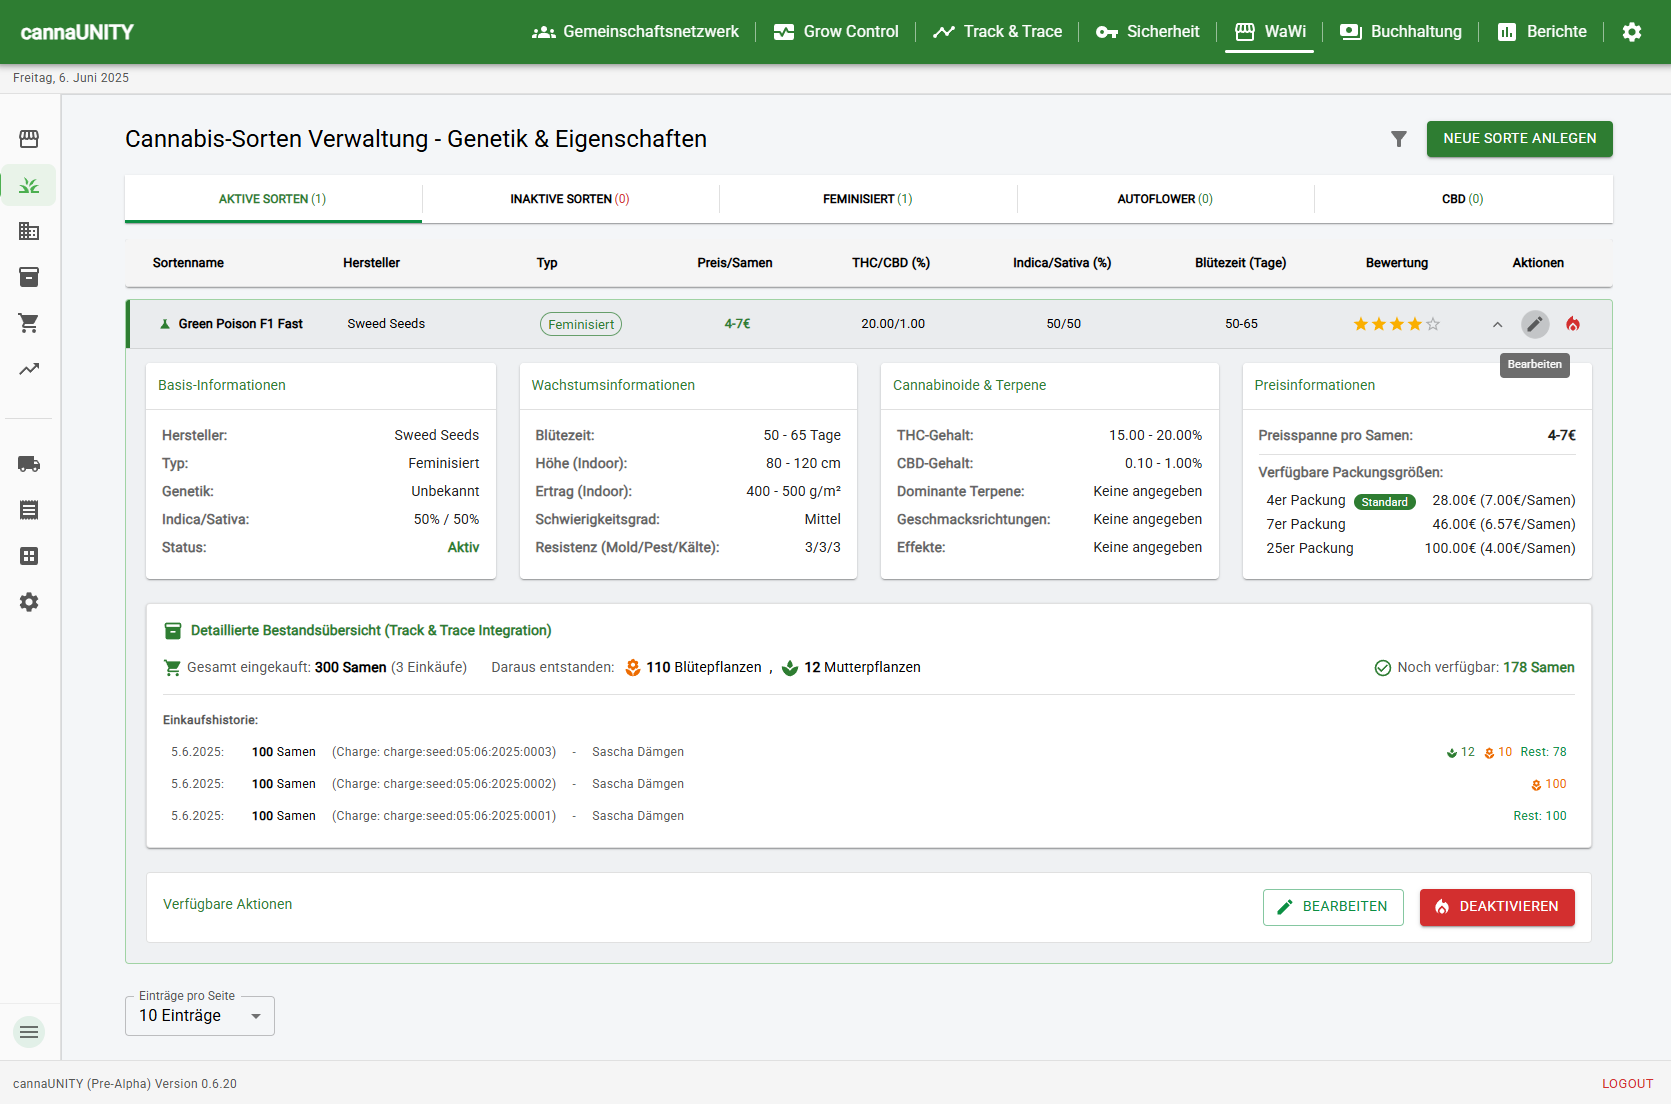 cannaUNITY
Gemeinschaftsnetzwerk
Grow Control
Track & Trace
Sicherheit
WaWi
Buchhaltung
Berichte
Freitag, 6. Juni 2025
Cannabis-Sorten Verwaltung - Genetik & Eigenschaften
NEUE SORTE ANLEGEN
AKTIVE SORTEN (1)
INAKTIVE SORTEN (0)
FEMINISIERT (1)
AUTOFLOWER (0)
CBD (0)
Sortenname Hersteller Typ Preis/Samen THC/CBD (%) Indica/Sativa (%) Blütezeit (Tage) Bewertung Aktionen
Green Poison F1 Fast Sweed Seeds Feminisiert 4-7€ 20.00/1.00 50/50 50-65
Bearbeiten
Basis-Informationen
Hersteller: Sweed Seeds
Typ: Feminisiert
Genetik: Unbekannt
Indica/Sativa: 50% / 50%
Status: Aktiv
Wachstumsinformationen
Blütezeit: 50 - 65 Tage
Höhe (Indoor): 80 - 120 cm
Ertrag (Indoor): 400 - 500 g/m²
Schwierigkeitsgrad: Mittel
Resistenz (Mold/Pest/Kälte): 3/3/3
Cannabinoide & Terpene
THC-Gehalt: 15.00 - 20.00%
CBD-Gehalt: 0.10 - 1.00%
Dominante Terpene: Keine angegeben
Geschmacksrichtungen: Keine angegeben
Effekte: Keine angegeben
Preisinformationen
Preisspanne pro Samen: 4-7€
Verfügbare Packungsgrößen:
4er Packung Standard 28.00€ (7.00€/Samen)
7er Packung 46.00€ (6.57€/Samen)
25er Packung 100.00€ (4.00€/Samen)
Detaillierte Bestandsübersicht (Track & Trace Integration)
Gesamt eingekauft: 300 Samen (3 Einkäufe) Daraus entstanden: 110 Blütepflanzen , 12 Mutterpflanzen Noch verfügbar: 178 Samen
Einkaufshistorie:
5.6.2025: 100 Samen (Charge: charge:seed:05:06:2025:0003) - Sascha Dämgen 12 10 Rest: 78
5.6.2025: 100 Samen (Charge: charge:seed:05:06:2025:0002) - Sascha Dämgen 100
5.6.2025: 100 Samen (Charge: charge:seed:05:06:2025:0001) - Sascha Dämgen Rest: 100
Verfügbare Aktionen
BEARBEITEN
DEAKTIVIEREN
Einträge pro Seite
10 Einträge
cannaUNITY (Pre-Alpha) Version 0.6.20
LOGOUT